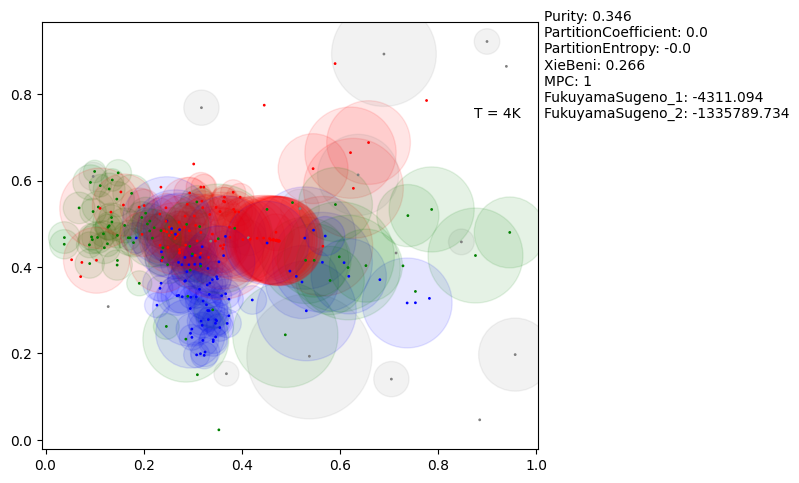 Purity: 0.346
PartitionCoefficient: 0.0
PartitionEntropy: -0.0
XieBeni: 0.266
MPC: 1
FukuyamaSugeno_1: -4311.094
FukuyamaSugeno_2: -1335789.734
T = 4K
0.8
0.6
0.4
0.2
0.0
0.0 0.2 0.4 0.6 0.8 1.0